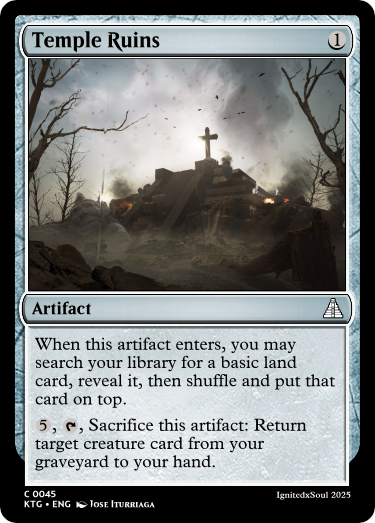 Temple Ruins 1
Artifact
When this artifact enters, you may
search your library for a basic land
card, reveal it, then shuffle and put that
card on top.
5, , Sacrifice this artifact: Return
target creature card from your
graveyard to your hand.
C 0045
KTG • ENG Jose Iturriaga
IgnitedxSoul 2025